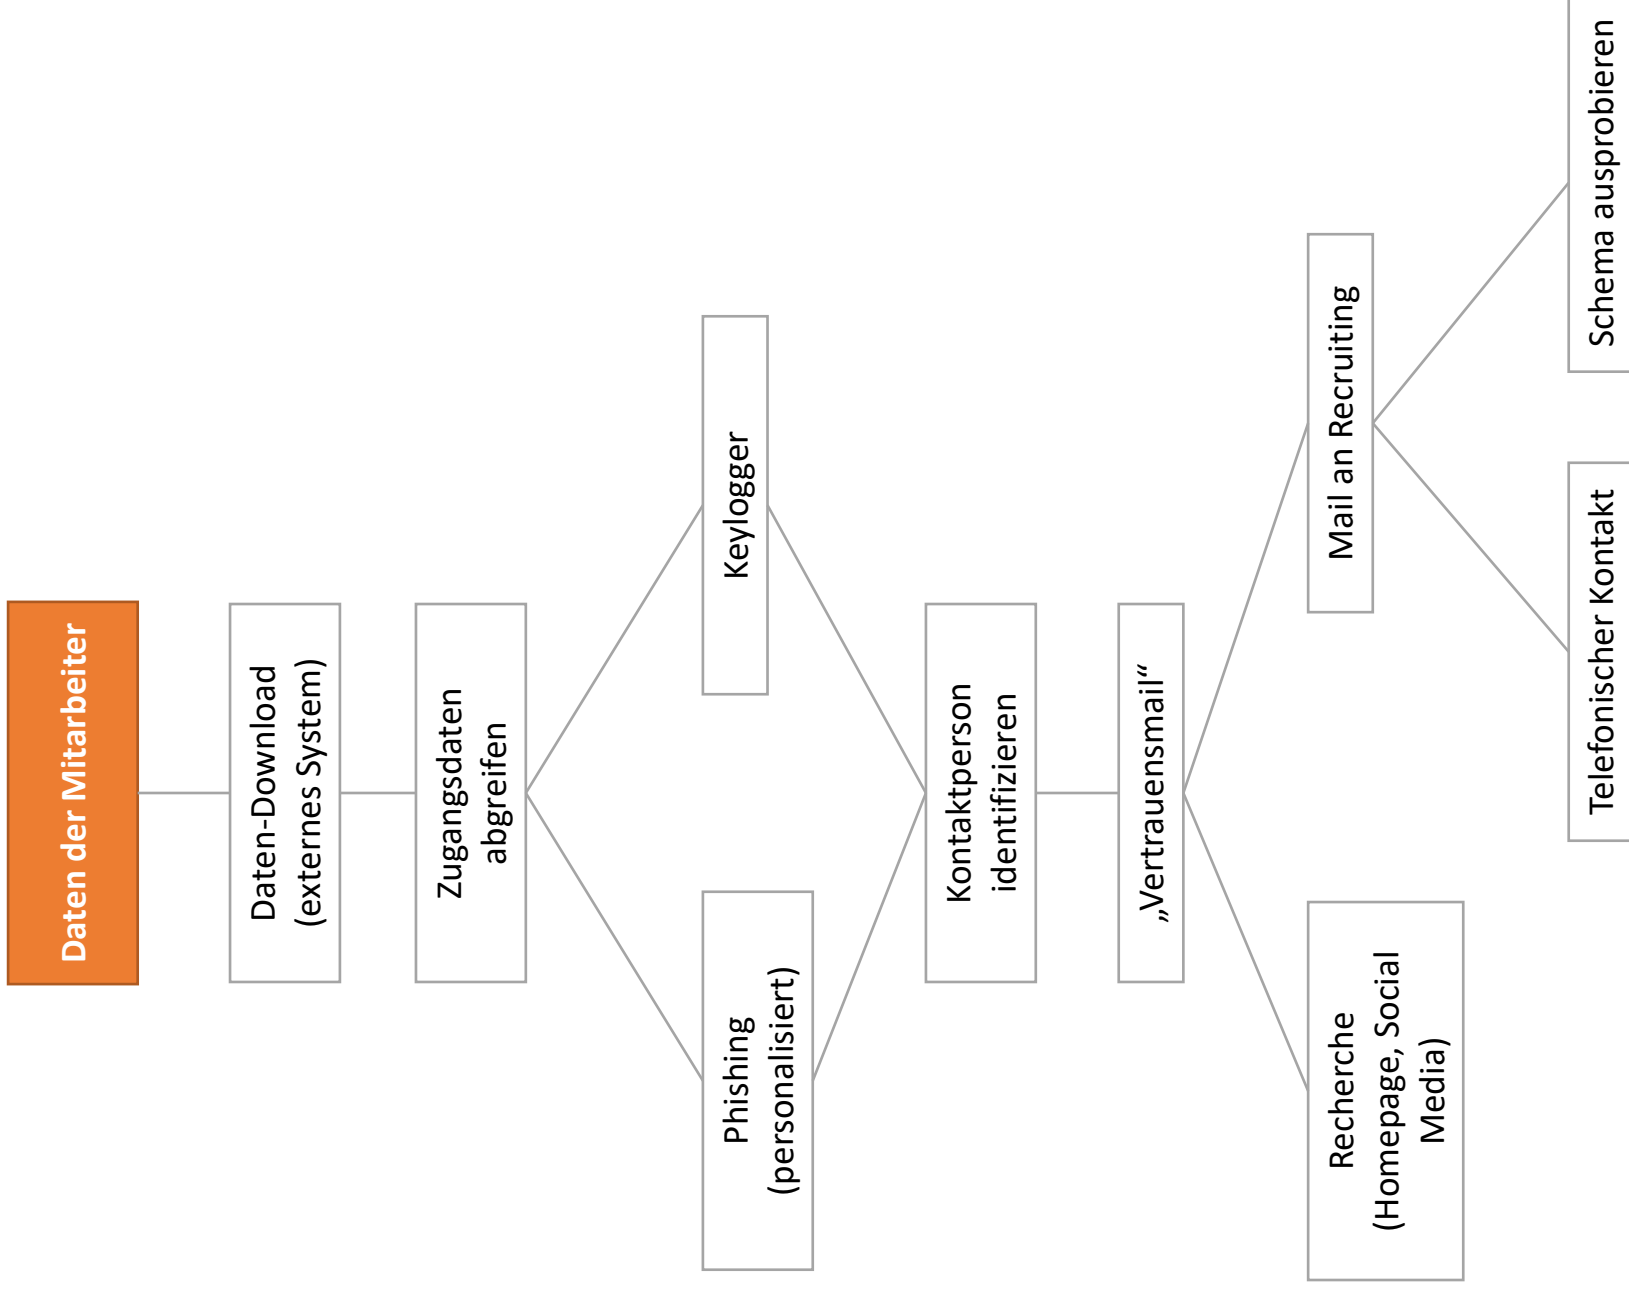 Daten der Mitarbeiter
Daten-Download
(externes System)
Zugangsdaten
abgreifen
Phishing
(personalisiert)
Keylogger
Kontaktperson
identifizieren
„Vertrauensmail“
Recherche
(Homepage, Social
Media)
Mail an Recruiting
Telefonischer Kontakt
Schema ausprobieren